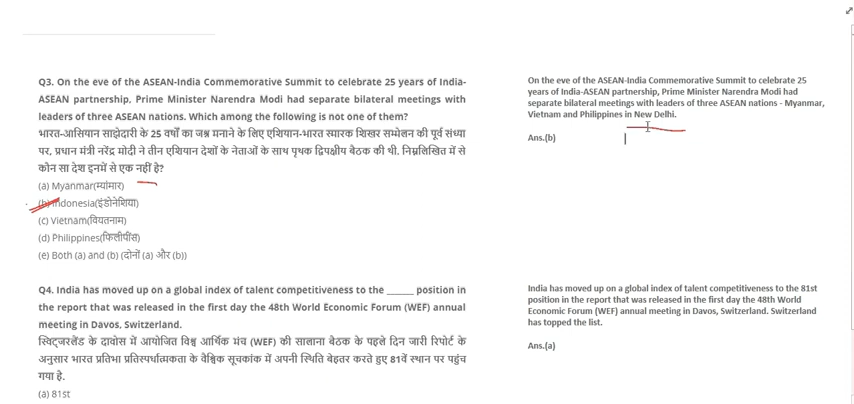 Q3. On the eve of the ASEAN-India Commemorative Summit to celebrate 25 years of India-
ASEAN partnership, Prime Minister Narendra Modi had separate bilateral meetings with
leaders of three ASEAN nations. Which among the following is not one of them?
भारत-आसियान साझेदारी के 25 वर्षों का जश्न मनाने के लिए एशियान-भारत स्मारक शिखर सम्मेलन की पूर्व संध्या
पर, प्रधान मंत्री नरेंद्र मोदी ने तीन एशियान देशों के नेताओं के साथ पृथक द्विपक्षीय बैठक की थी. निम्नलिखित में से
कौन सा देश इनमें से एक नहीं है?
(a) Myanmar(म्यांमार)
(b) Indonesia(इंडोनेशिया)
(c) Vietnam(वियतनाम)
(d) Philippines(फिलीपींस)
(e) Both (a) and (b) (दोनों (a) और (b))
Q4. India has moved up on a global index of talent competitiveness to the ______ position in
the report that was released in the first day the 48th World Economic Forum (WEF) annual
meeting in Davos, Switzerland.
स्विट्जरलैंड के दावोस में आयोजित विश्व आर्थिक मंच (WEF) की सालाना बैठक के पहले दिन जारी रिपोर्ट के
अनुसार भारत प्रतिभा प्रतिस्पर्धात्मकता के वैश्विक सूचकांक में अपनी स्थिति बेहतर करते हुए 81वें स्थान पर पहुंच
गया है.
(a) 81st
On the eve of the ASEAN-India Commemorative Summit to celebrate 25
years of India-ASEAN partnership, Prime Minister Narendra Modi had
separate bilateral meetings with leaders of three ASEAN nations - Myanmar,
Vietnam and Philippines in New Delhi.
Ans.(b)
India has moved up on a global index of talent competitiveness to the 81st
position in the report that was released in the first day the 48th World
Economic Forum (WEF) annual meeting in Davos, Switzerland. Switzerland
has topped the list.
Ans.(a)